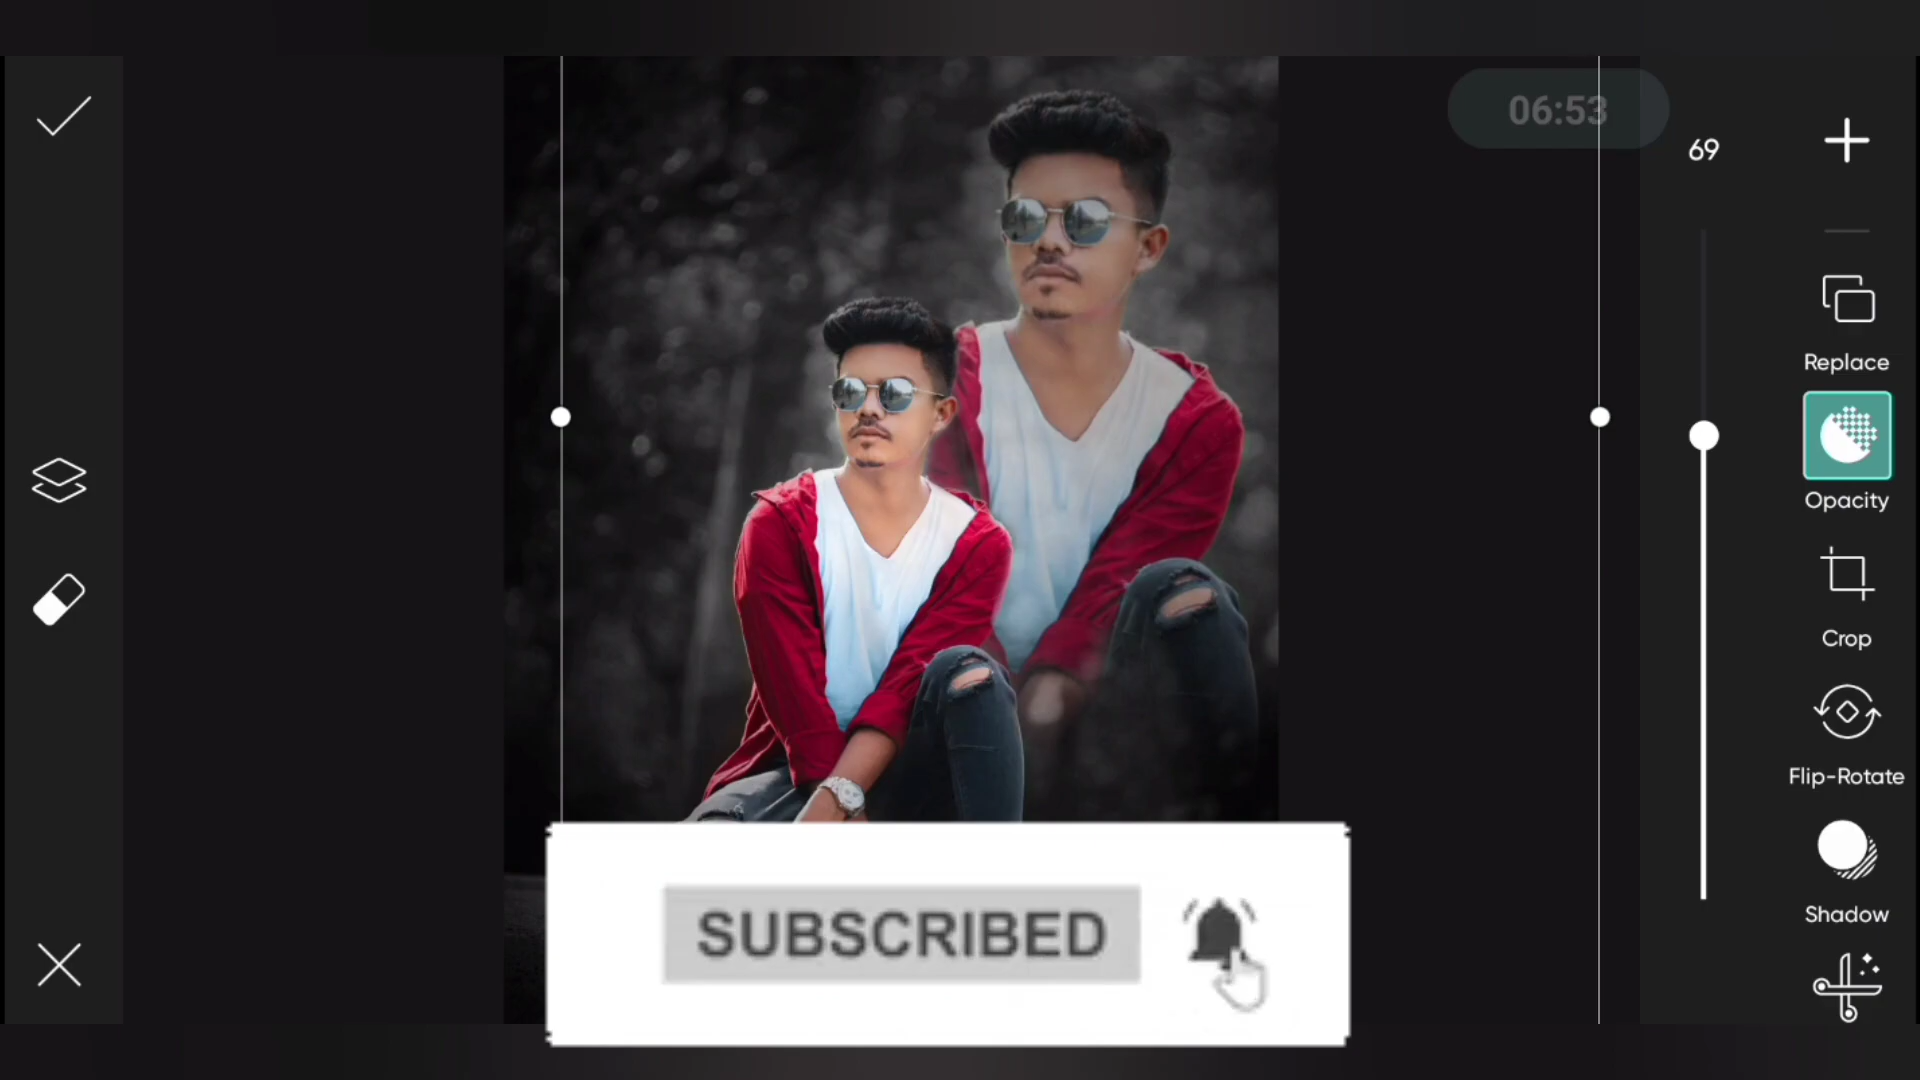 06:53
69
Replace
Opacity
Crop
Flip-Rotate
Shadow
SUBSCRIBED